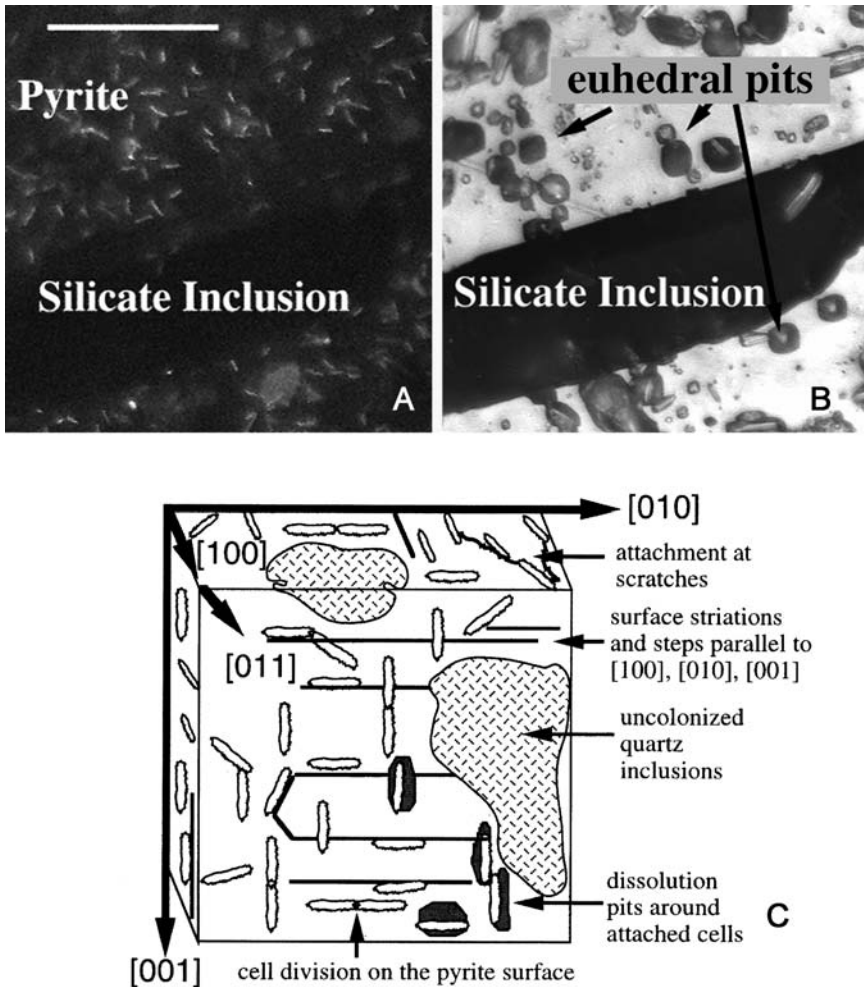 Pyrite
Silicate Inclusion
A
euhedral pits
Silicate Inclusion
B
[010]
[100]
attachment at
scratches
surface striations
and steps parallel to
[100], [010], [001]
[011]
uncolonized
quartz
inclusions
dissolution
pits around
attached cells
C
[001]
cell division on the pyrite surface